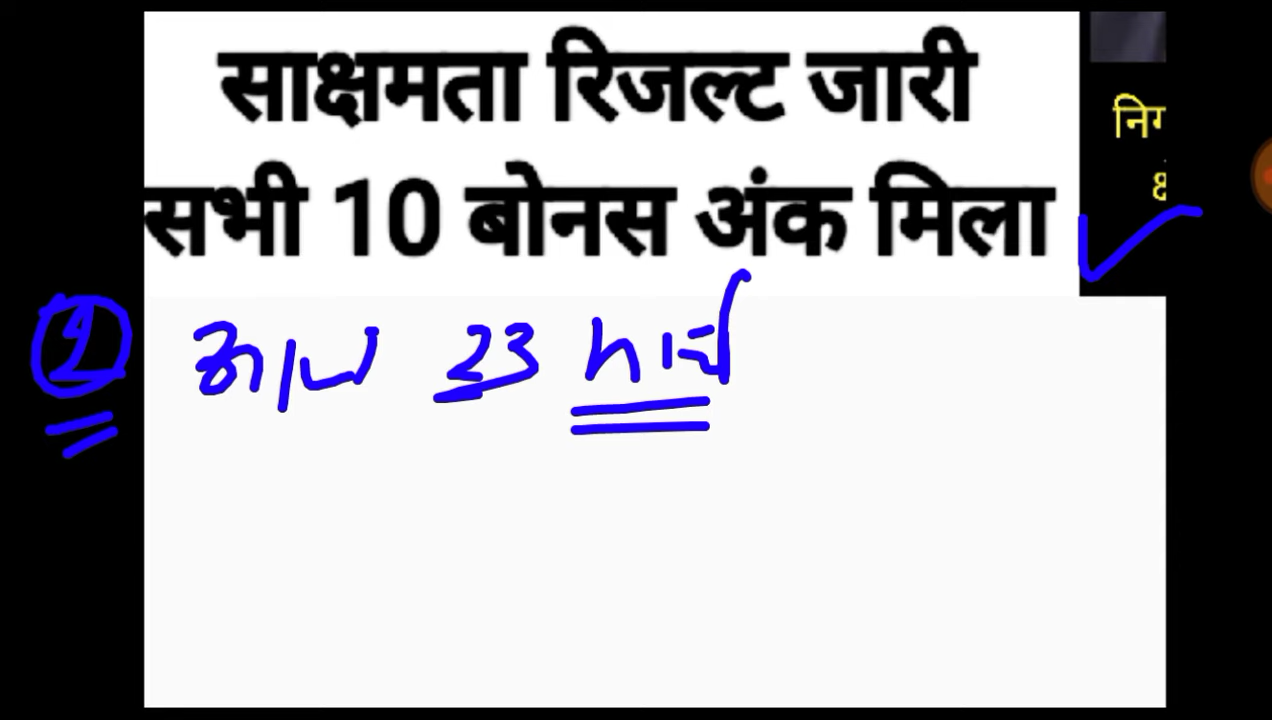 साक्षमता रिजल्ट जारी
सभी 10 बोनस अंक मिला
आज 23 मार्च